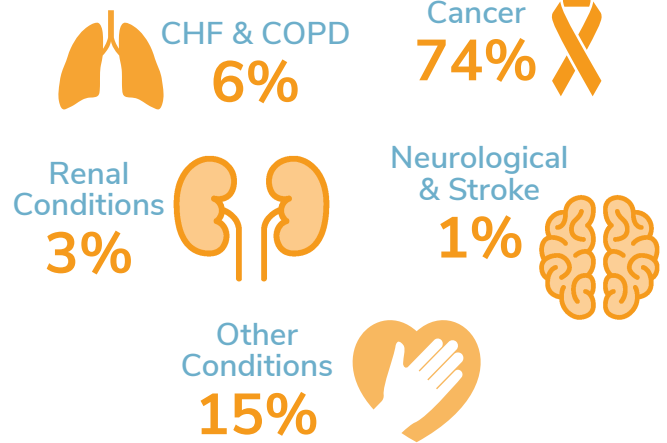 CHF & COPD
6%
Cancer
74%
Renal
Conditions
3%
Neurological
& Stroke
1%
Other
Conditions
15%